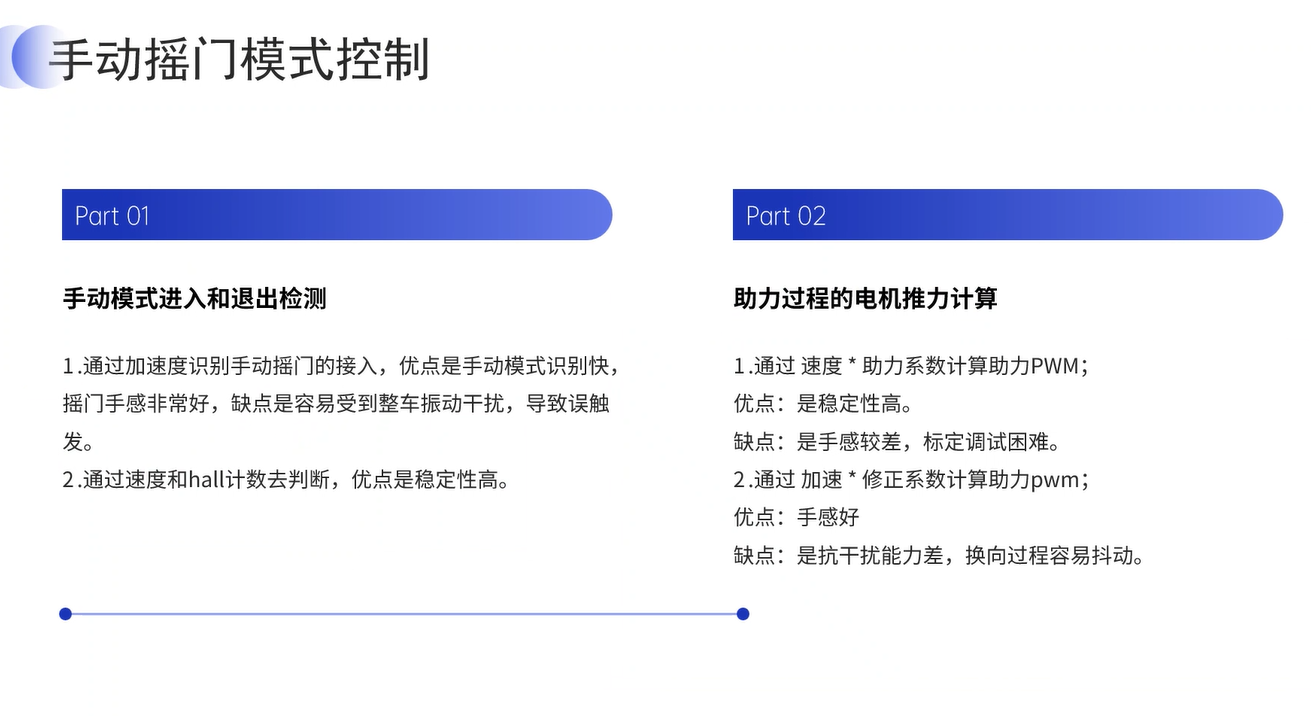 手动摇门模式控制
Part 01
手动模式进入和退出检测
1.通过加速度识别手动摇门的接入，优点是手动模式识别快，
摇门手感非常好，缺点是容易受到整车振动干扰，导致误触
发。
2.通过速度和hall计数去判断，优点是稳定性高。
Part 02
助力过程的电机推力计算
1.通过 速度 * 助力系数计算助力PWM；
优点：是稳定性高。
缺点：是手感较差，标定调试困难。
2.通过 加速 * 修正系数计算助力pwm；
优点：手感好
缺点：是抗干扰能力差，换向过程容易抖动。